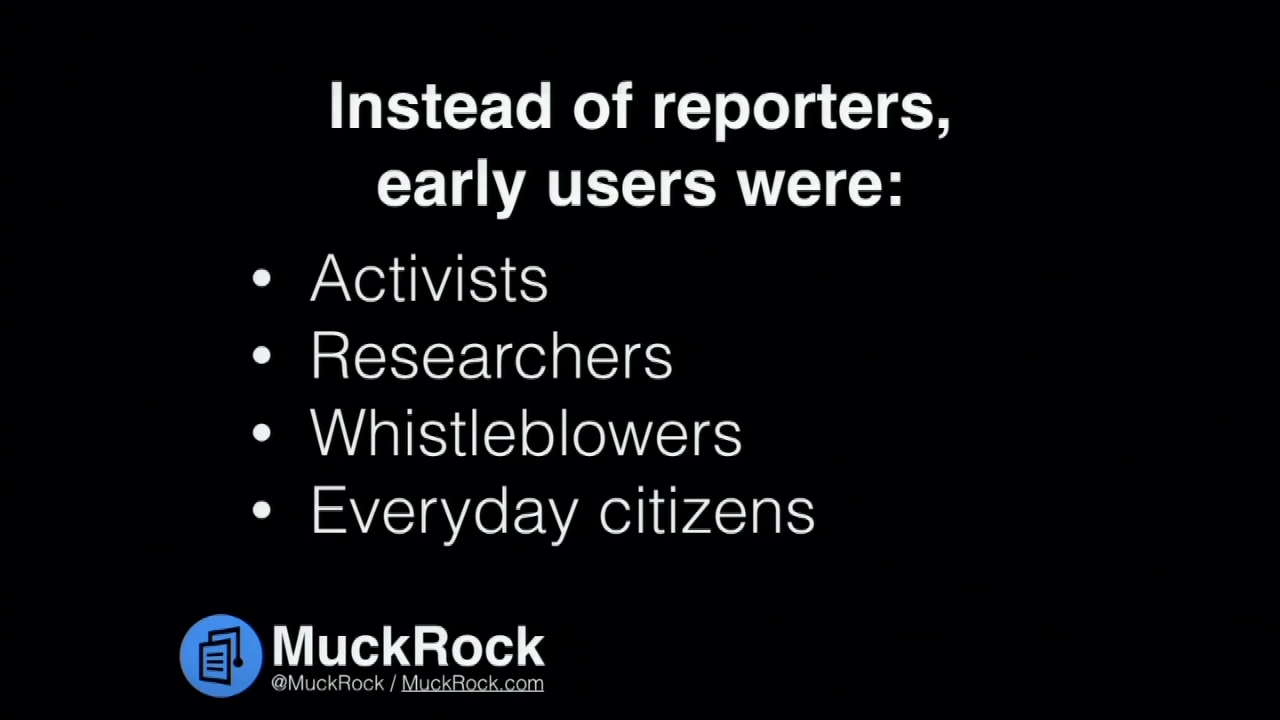 Instead of reporters,
early users were:
• Activists
• Researchers
• Whistleblowers
• Everyday citizens
MuckRock
@MuckRock / MuckRock.com